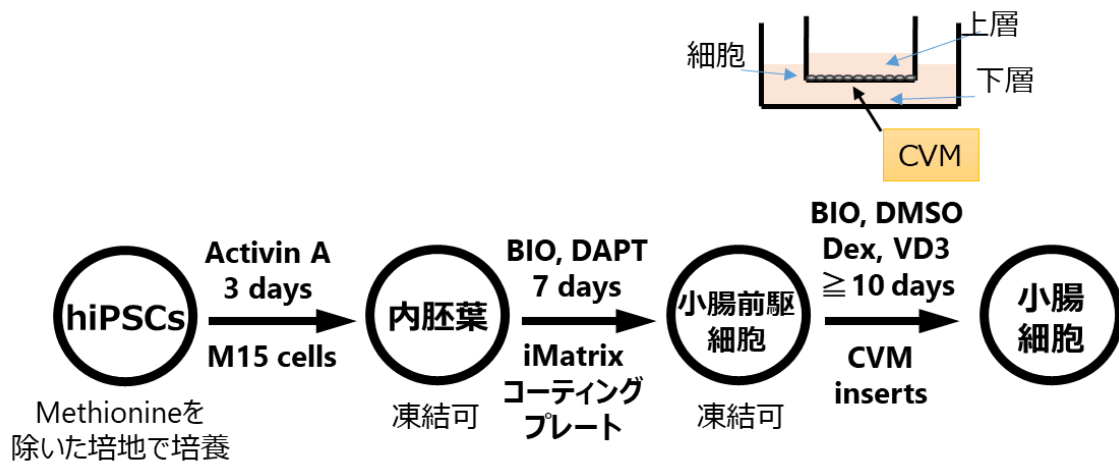 上層
細胞
下層
CVM
hiPSCs
Methionineを
除いた培地で培養
Activin A
3 days
M15 cells
内胚葉
凍結可
BIO, DAPT
7 days
iMatrix
コーティング
プレート
小腸前駆
細胞
凍結可
BIO, DMSO
Dex, VD3
≧10 days
CVM
inserts
小腸
細胞